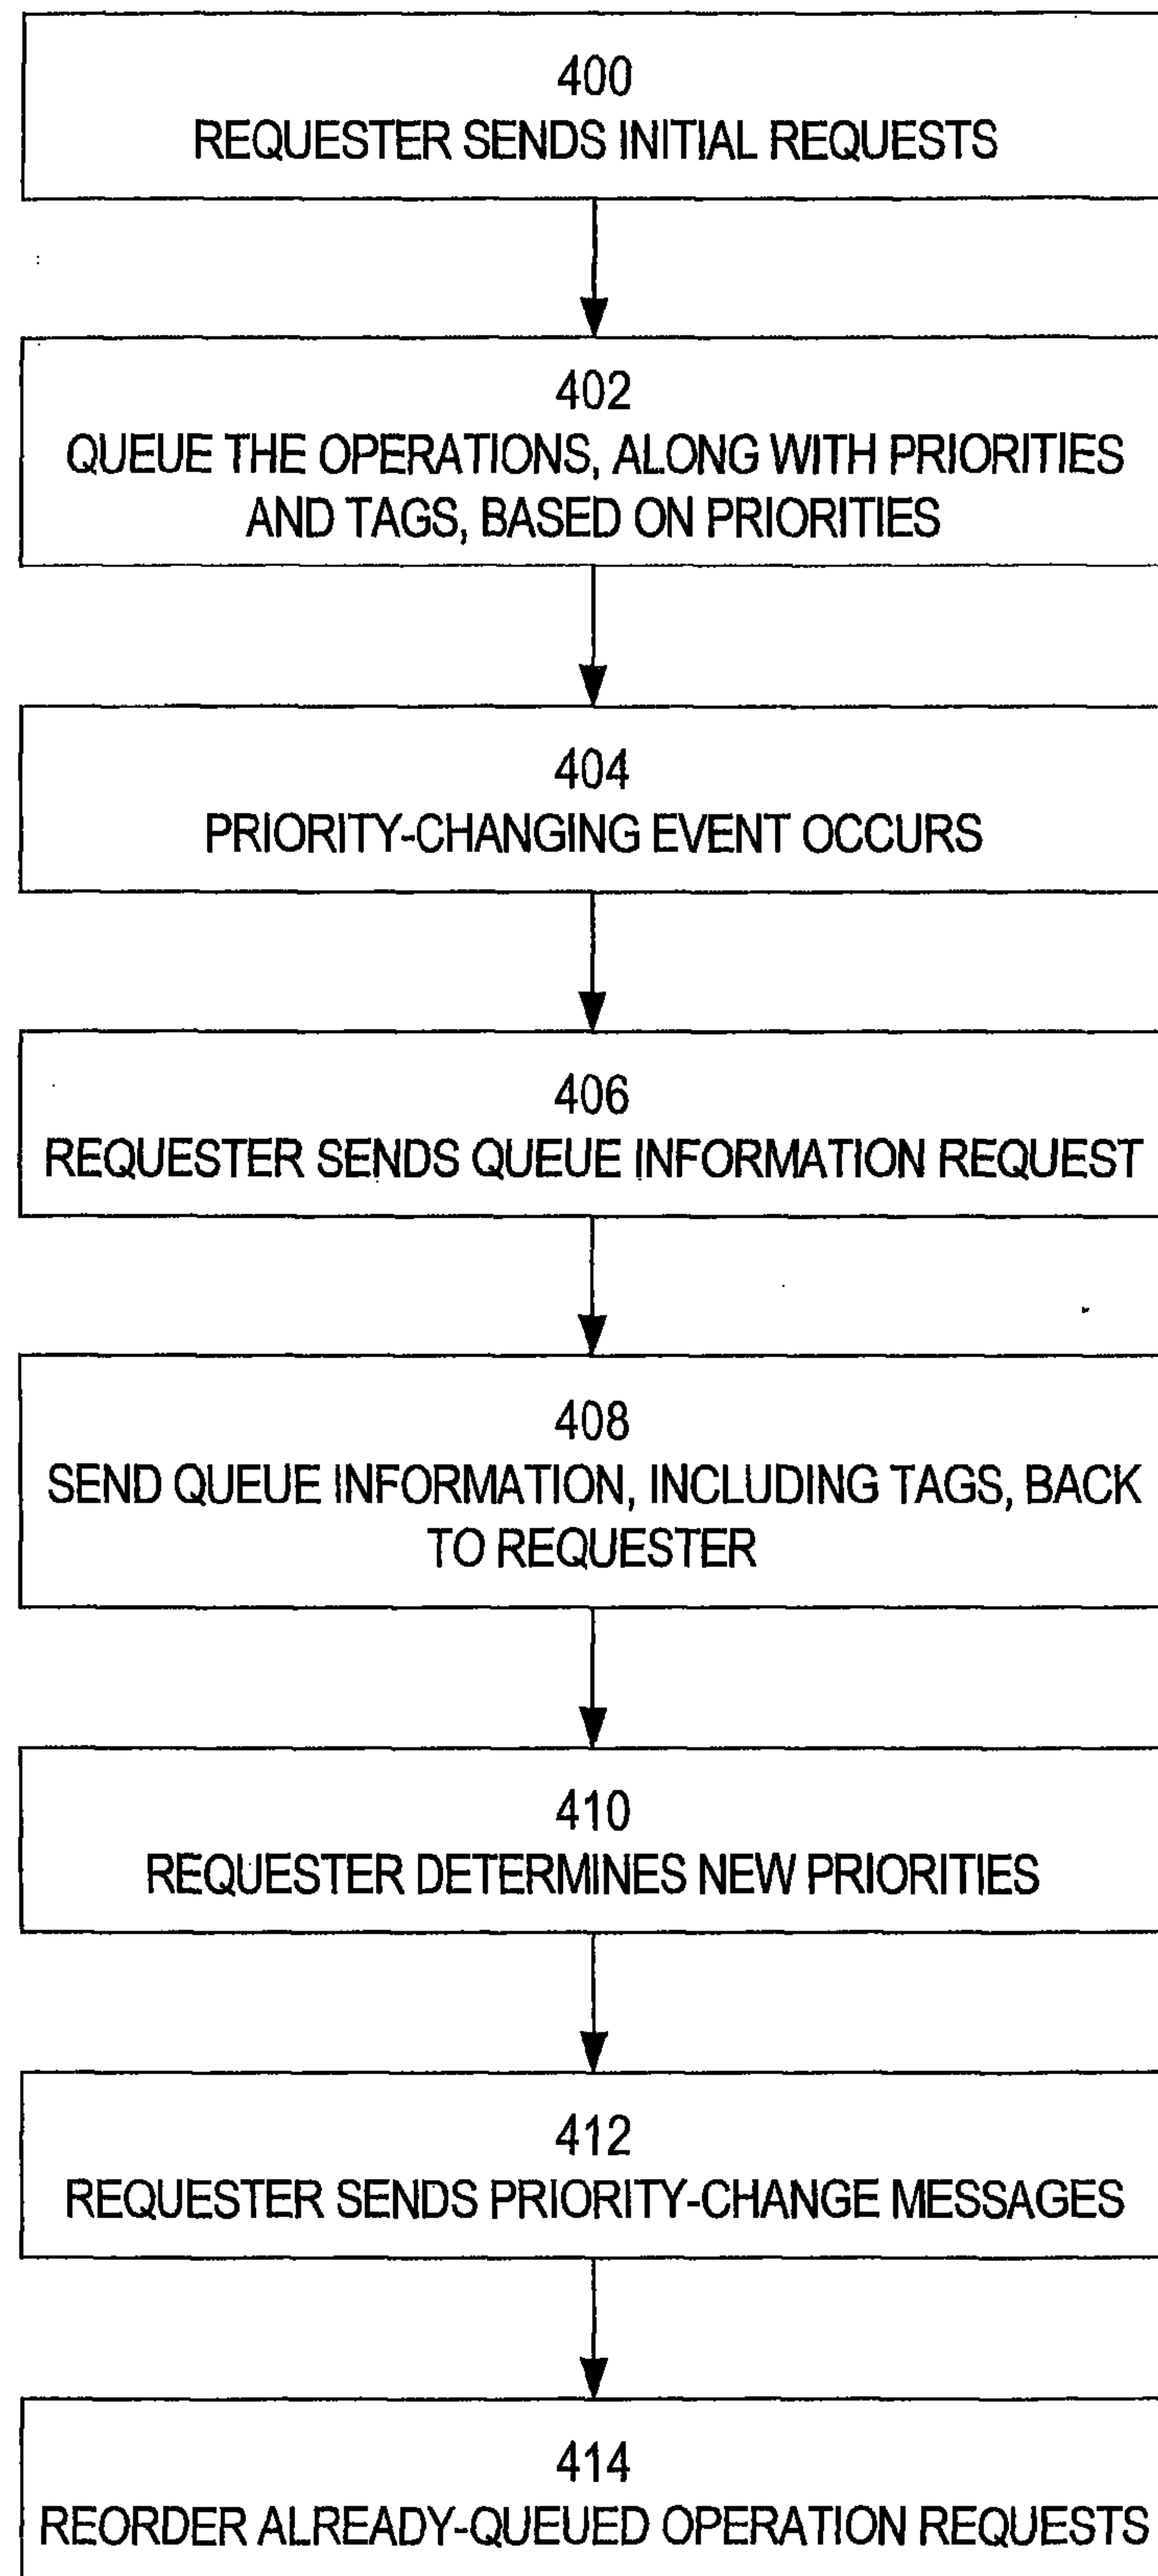 400
REQUESTER SENDS INITIAL REQUESTS
402
QUEUE THE OPERATIONS, ALONG WITH PRIORITIES
AND TAGS, BASED ON PRIORITIES
404
PRIORITY-CHANGING EVENT OCCURS
406
REQUESTER SENDS QUEUE INFORMATION REQUEST
408
SEND QUEUE INFORMATION, INCLUDING TAGS, BACK
TO REQUESTER
410
REQUESTER DETERMINES NEW PRIORITIES
412
REQUESTER SENDS PRIORITY-CHANGE MESSAGES
414
REORDER ALREADY-QUEUED OPERATION REQUESTS